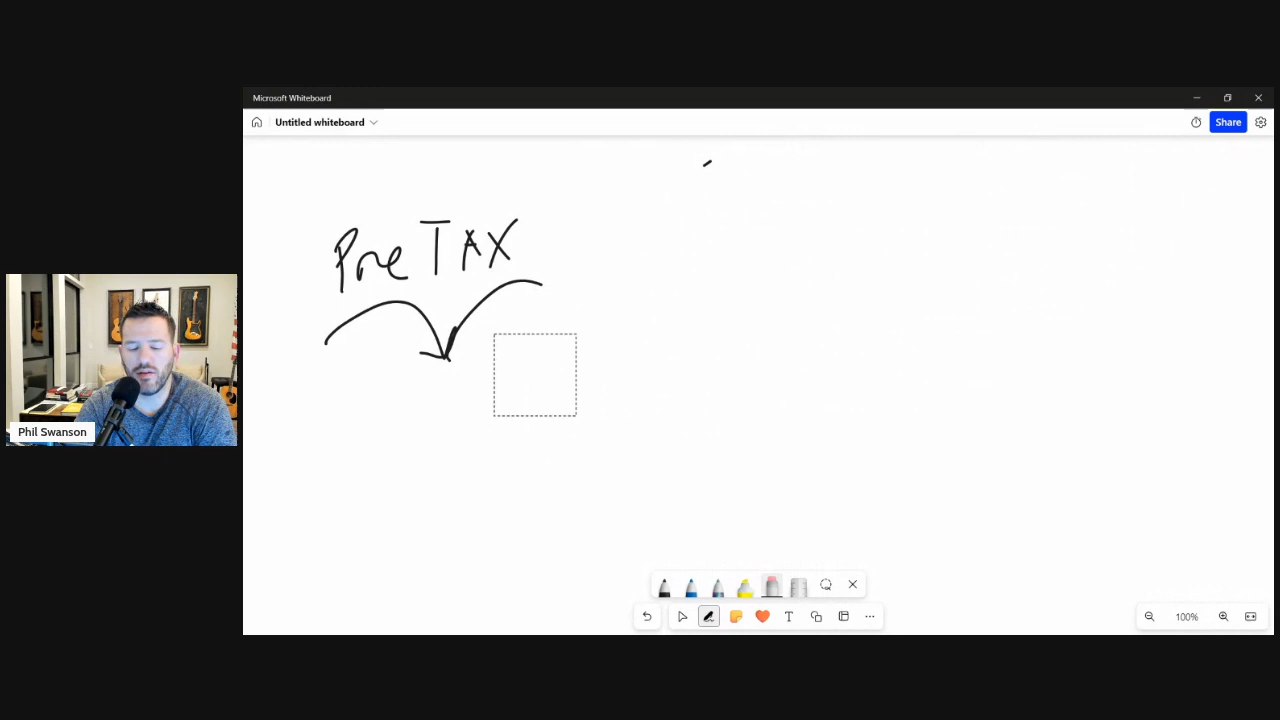 Microsoft Whiteboard
Untitled whiteboard
Share
Pre TAX
Phil Swanson
T
100%